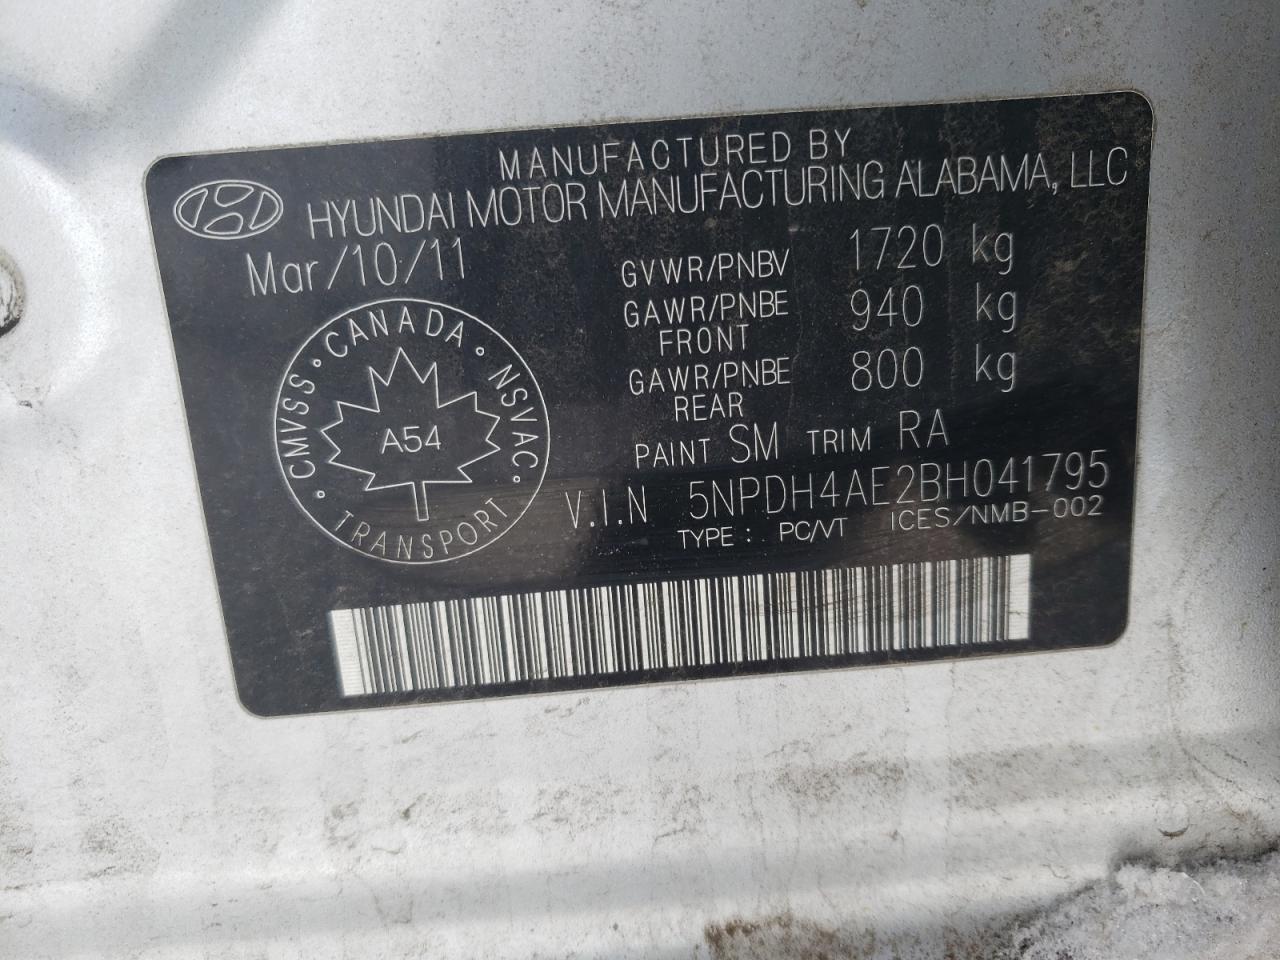 MANUFACTURED BY
HYUNDAI MOTOR MANUFACTURING ALABAMA, LLC
Mar/10/11
GVWR/PNBV 1720 kg
GAWR/PNBE 940 kg
FRONT
GAWR/PNBE 800 kg
REAR
PAINT SM TRIM RA
V.I.N 5NPDH4AE2BH041795
TYPE: PC/VT ICES/NMB-002
CMVSS • CANADA • NSVAC •
A54
• TRANSPORT